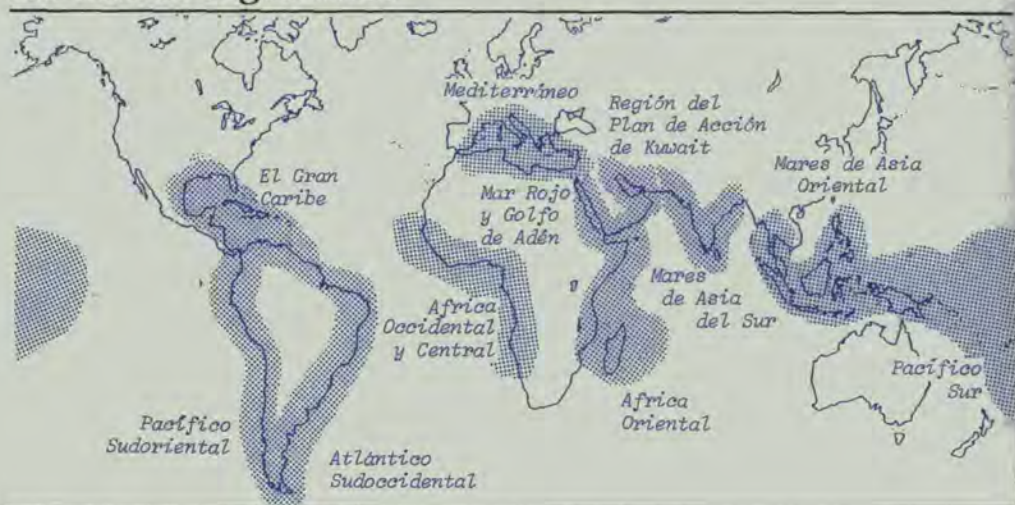 Mediterráneo
Región del
Plan de Acción
de Kuwait
Mares de Asia
Oriental
El Gran
Caribe
Mar Rojo
y Golfo
de Adén
Mares
de Asia
del Sur
Africa
Occidental
y Central
Pacífico
Sur
Africa
Oriental
Pacífico
Sudoriental
Atlántico
Sudoccidental